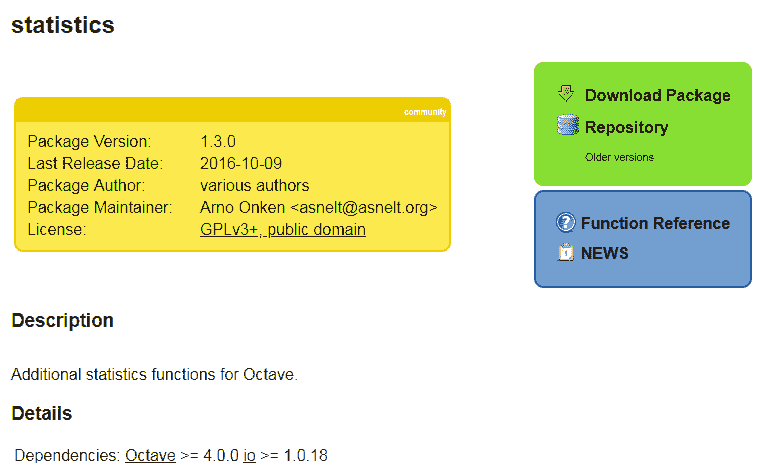 statistics
community
Package Version: 1.3.0
Last Release Date: 2016-10-09
Package Author: various authors
Package Maintainer: Arno Onken <asnelt@asnelt.org>
License: GPLv3+, public domain
Download Package
Repository
Older versions
Function Reference
NEWS
Description
Additional statistics functions for Octave.
Details
Dependencies: Octave >= 4.0.0 io >= 1.0.18